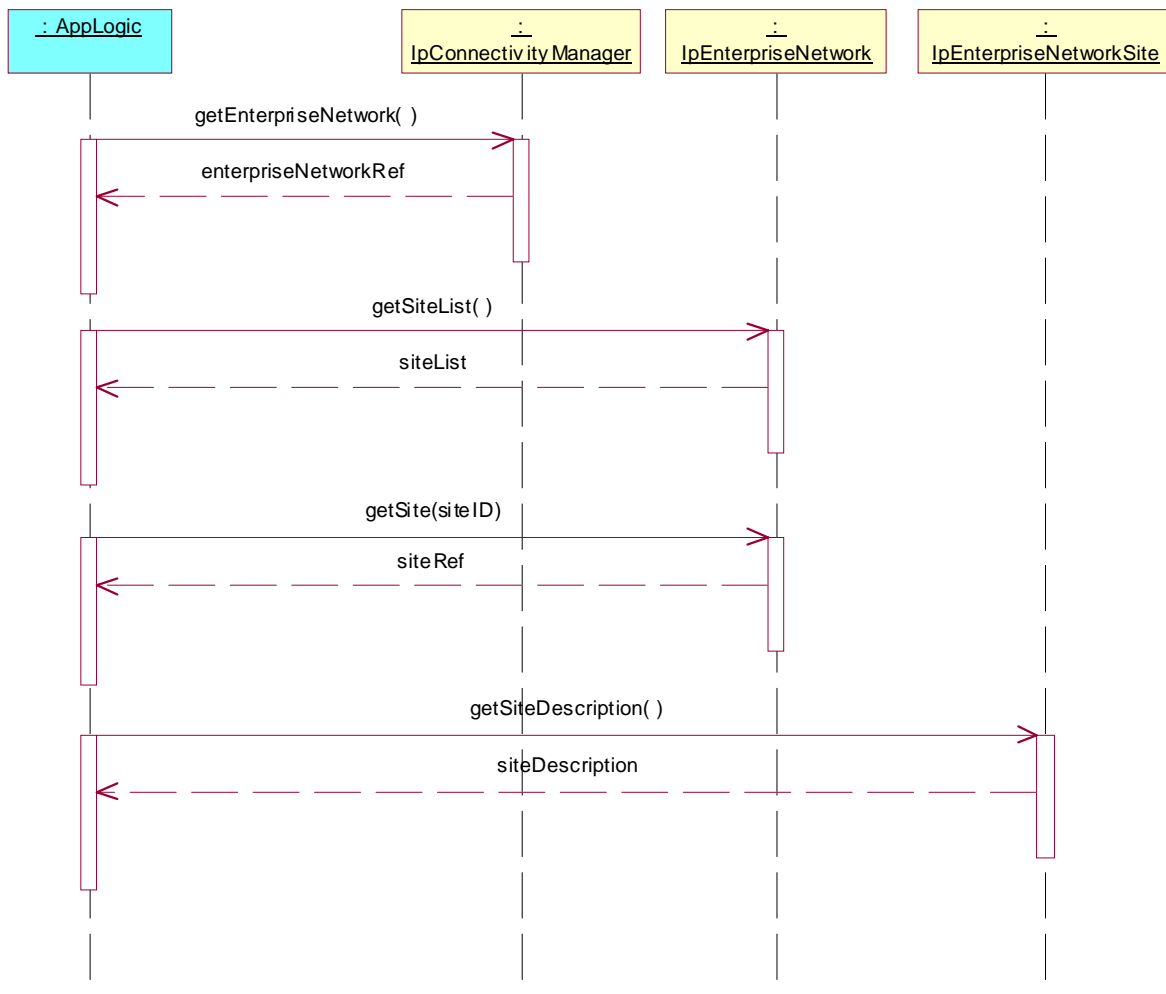 : AppLogic
:
IpConnectivityManager
:
IpEnterpriseNetwork
:
IpEnterpriseNetworkSite
getEnterpriseNetwork( )
enterpriseNetworkRef
getSiteList( )
siteList
getSite(siteID)
siteRef
getSiteDescription( )
siteDescription